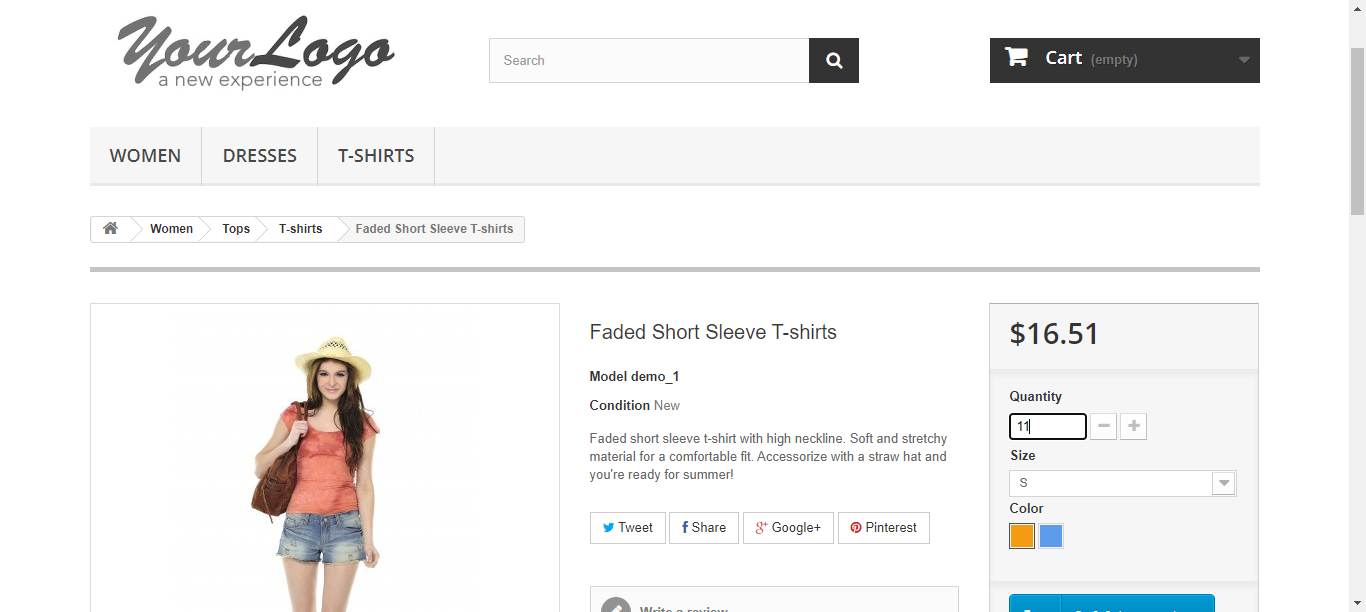 YourLogo
a new experience
Search
Cart (empty)
WOMEN
DRESSES
T-SHIRTS
Women
Tops
T-shirts
Faded Short Sleeve T-shirts
Faded Short Sleeve T-shirts
Model demo_1
Condition New
Faded short sleeve t-shirt with high neckline. Soft and stretchy
material for a comfortable fit. Accessorize with a straw hat and
you're ready for summer!
Tweet
Share
Google+
Pinterest
Write a review
$16.51
Quantity
11
Size
S
Color